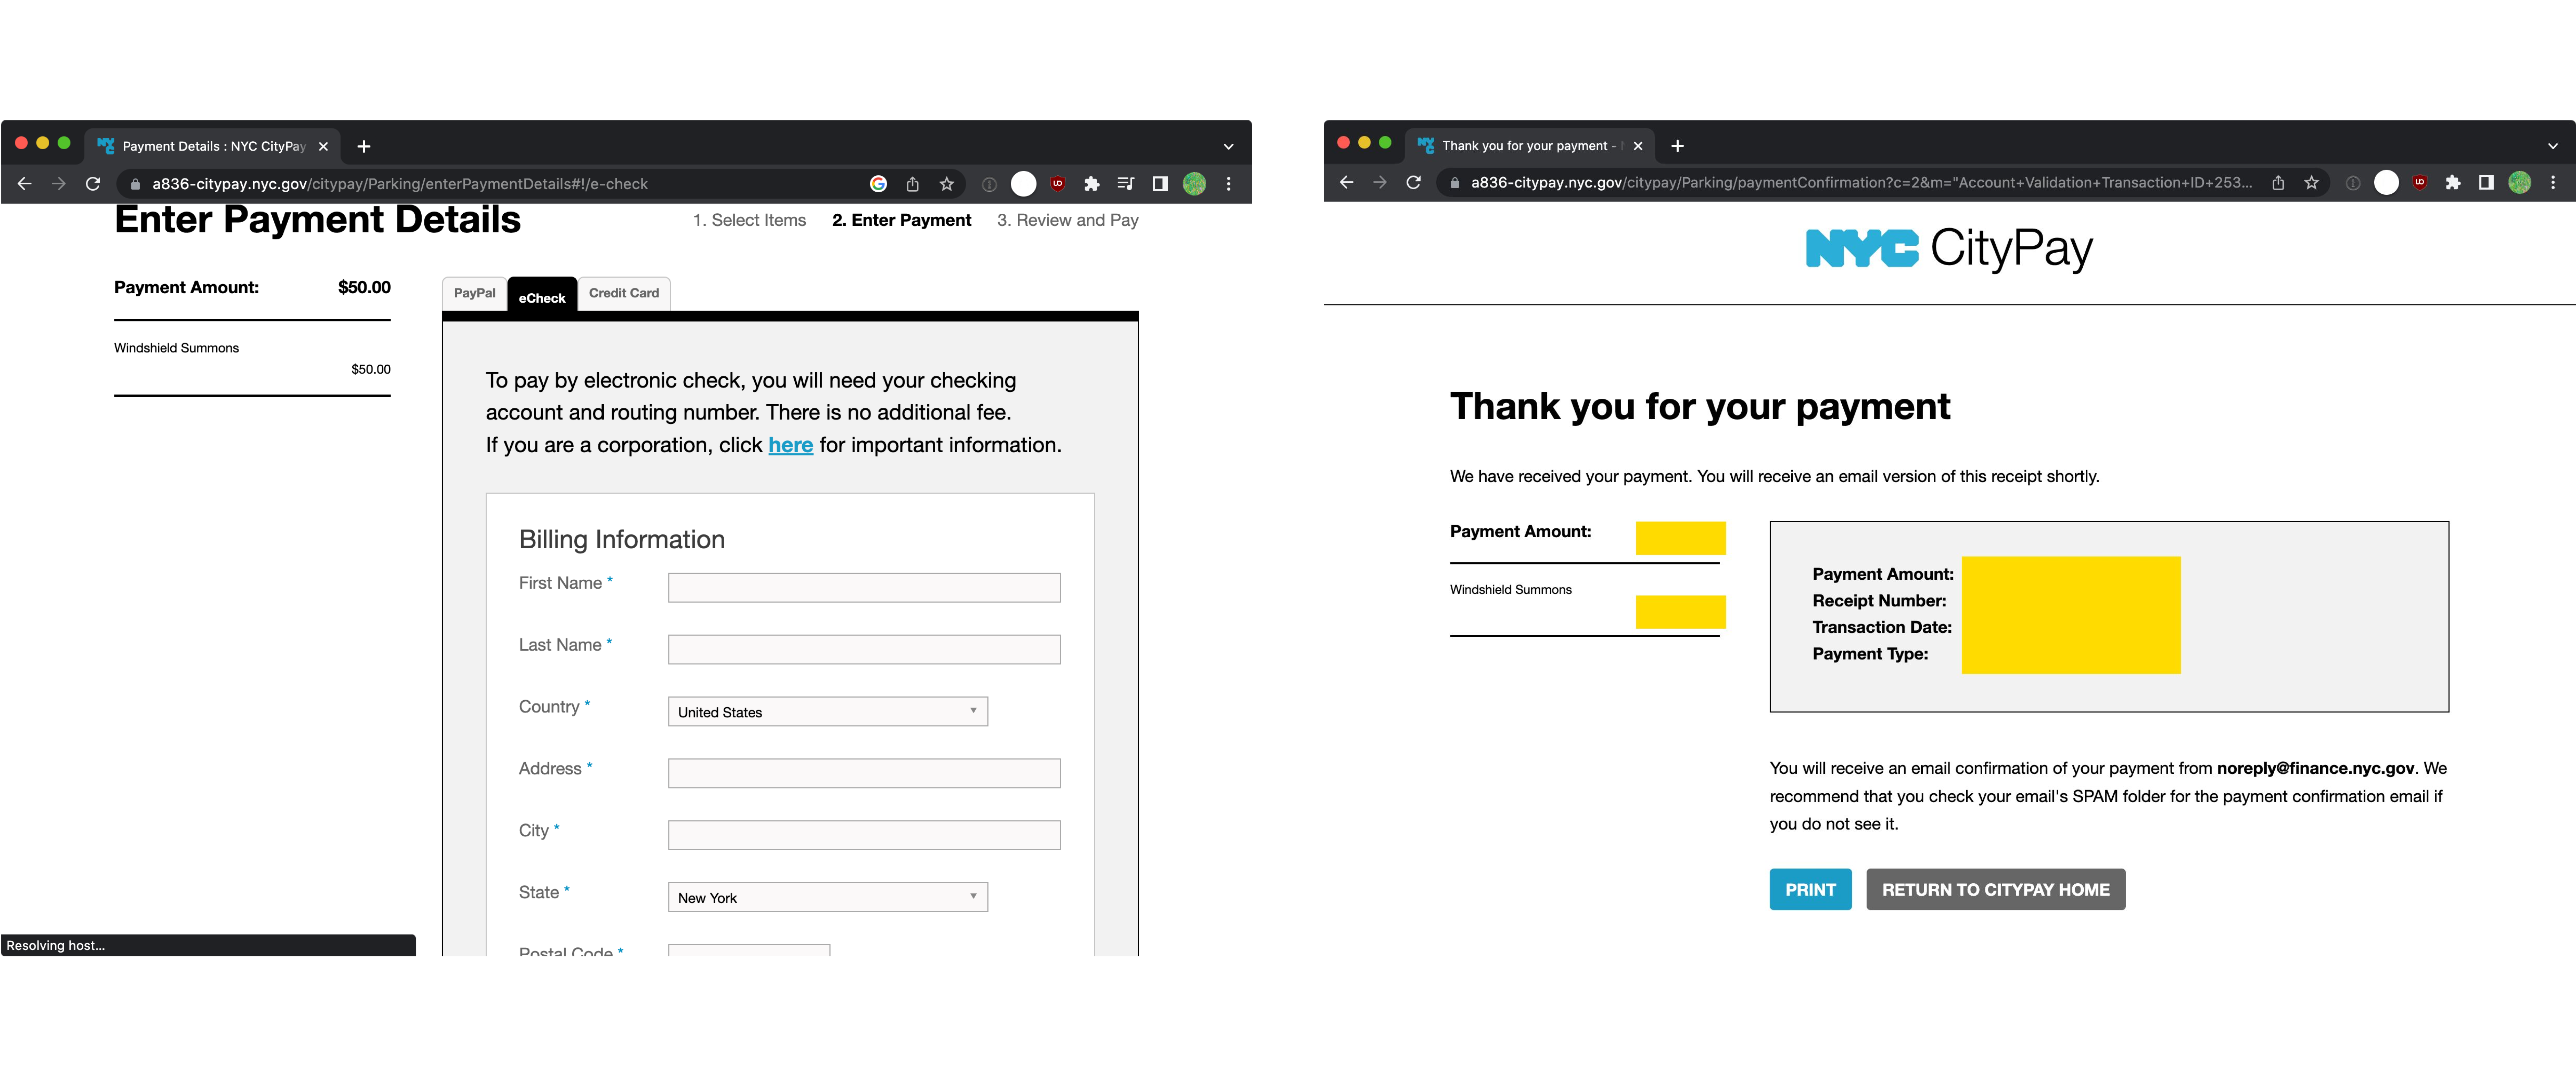 Payment Details : NYC CityPay
a836-citypay.nyc.gov/citypay/Parking/enterPaymentDetails#!/e-check
Enter Payment Details
1. Select Items 2. Enter Payment 3. Review and Pay
Payment Amount: $50.00
Windshield Summons
$50.00
PayPal eCheck Credit Card
To pay by electronic check, you will need your checking
account and routing number. There is no additional fee.
If you are a corporation, click here for important information.
Billing Information
First Name *
Last Name *
Country * United States
Address *
City *
State * New York
Postal Code *
Resolving host...
Thank you for your payment -
a836-citypay.nyc.gov/citypay/Parking/paymentConfirmation?c=2&m="Account+Validation+Transaction+ID+253...
NYC CityPay
Thank you for your payment
We have received your payment. You will receive an email version of this receipt shortly.
Payment Amount:
Windshield Summons
Payment Amount:
Receipt Number:
Transaction Date:
Payment Type:
You will receive an email confirmation of your payment from noreply@finance.nyc.gov. We
recommend that you check your email's SPAM folder for the payment confirmation email if
you do not see it.
PRINT RETURN TO CITYPAY HOME